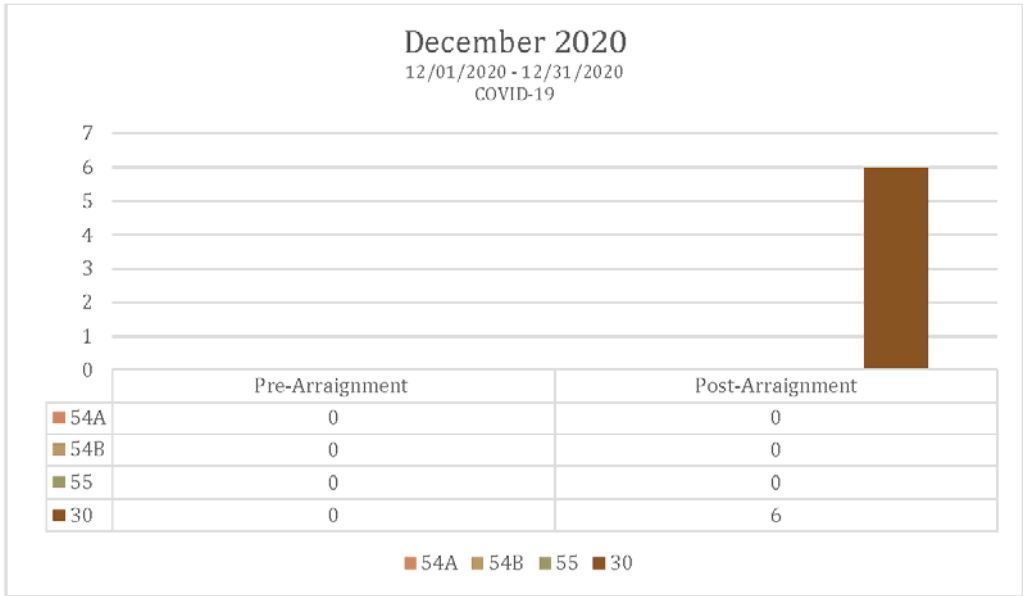 December 2020
12/01/2020 - 12/31/2020
COVID-19
7
6
5
4
3
2
1
0
Pre-Arraignment Post-Arraignment
54A 0 0
54B 0 0
55 0 0
30 0 6
54A 54B 55 30